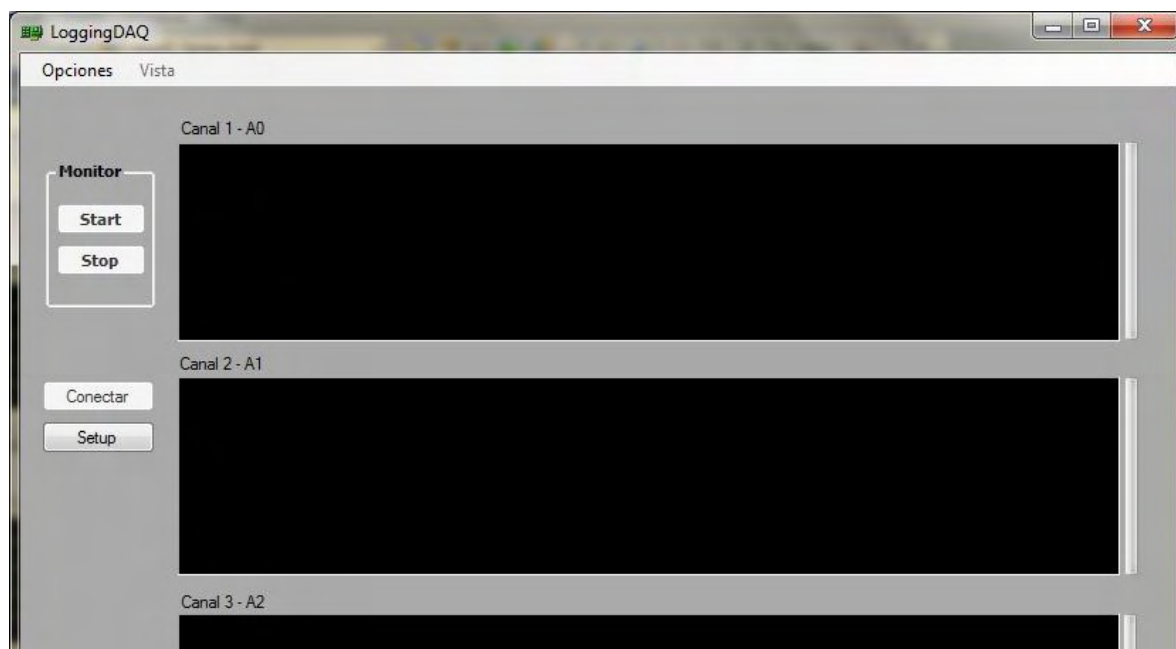 LoggingDAQ
Opciones Vista
Canal 1 - A0
Monitor
Start
Stop
Canal 2 - A1
Conectar
Setup
Canal 3 - A2